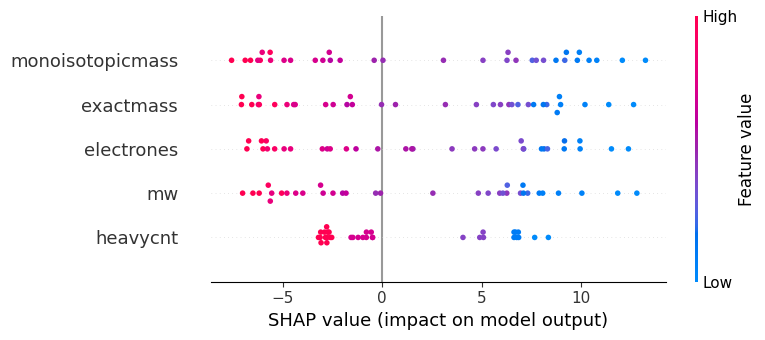 High
monoisotopicmass
exactmass
electrones
mw
heavycnt
Feature value
Low
−5 0 5 10
SHAP value (impact on model output)